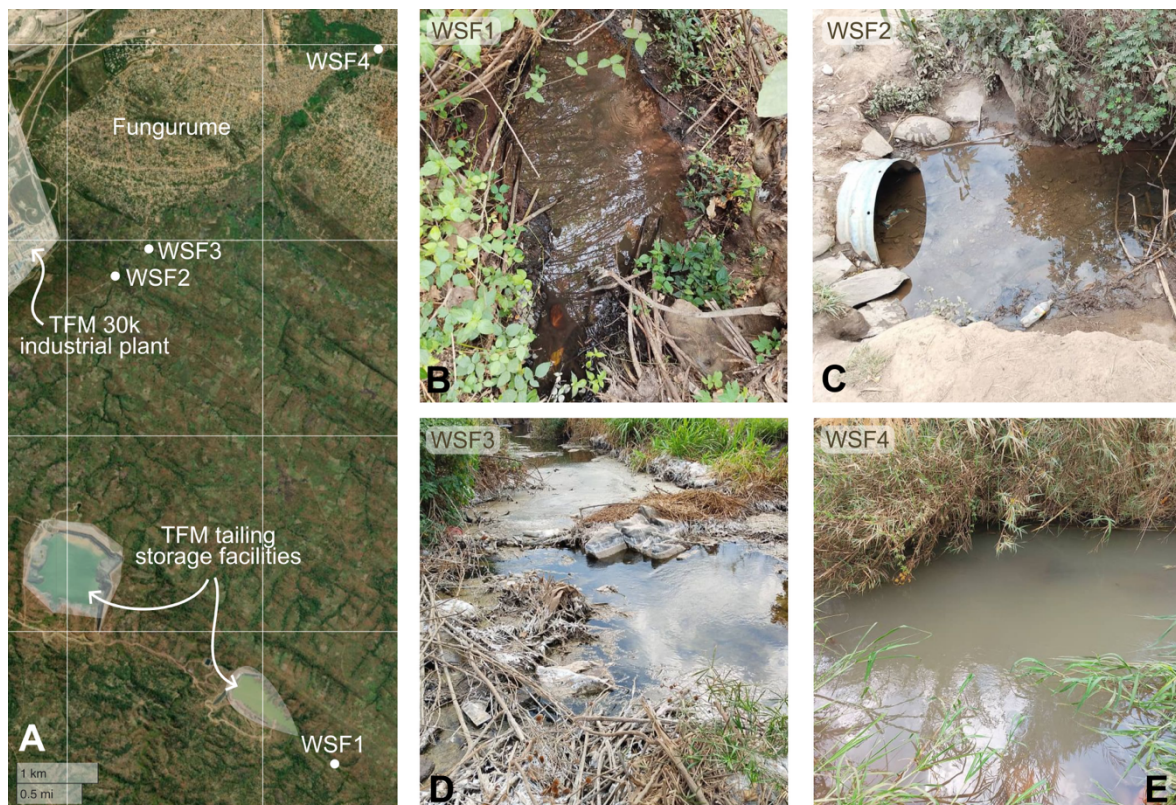 WSF4
Fungurume
WSF3
WSF2
TFM 30k
industrial plant
TFM tailing
storage facilities
WSF1
A
1 km
0.5 mi
WSF1
B
WSF2
C
WSF3
D
WSF4
E